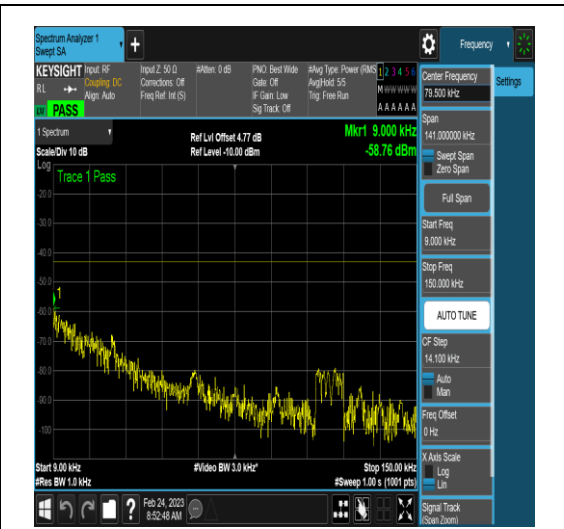 Spectrum Analyzer 1
Swept SA
Frequency
KEYSIGHT
RL
PASS
Input: RF
Coupling: DC
Align: Auto
Input Z: 50 Ω
Corrections: Off
Freq Ref: Int (S)
#Atten: 0 dB
PNO: Best Wide
Gate: Off
IF Gain: Low
Sig Track: Off
#Avg Type: Power (RMS
Avg|Hold: 5/5
Trig: Free Run
1 2 3 4 5 6
M W W W W W
A A A A A A
1 Spectrum
Scale/Div 10 dB
Ref Lvl Offset 4.77 dB
Ref Level -10.00 dBm
Mkr1 9.000 kHz
-58.76 dBm
Log
Trace 1 Pass
-20.0
-30.0
-40.0
-50.0
-60.0
-70.0
-80.0
-90.0
-100
1
Start 9.00 kHz
#Res BW 1.0 kHz
#Video BW 3.0 kHz*
Stop 150.00 kHz
#Sweep 1.00 s (1001 pts)
Feb 24, 2023
8:52:48 AM
Center Frequency
79.500 kHz
Settings
Span
141.000000 kHz
Swept Span
Zero Span
Full Span
Start Freq
9.000 kHz
Stop Freq
150.000 kHz
AUTO TUNE
CF Step
14.100 kHz
Auto
Man
Freq Offset
0 Hz
X Axis Scale
Log
Lin
Signal Track
(Span Zoom)